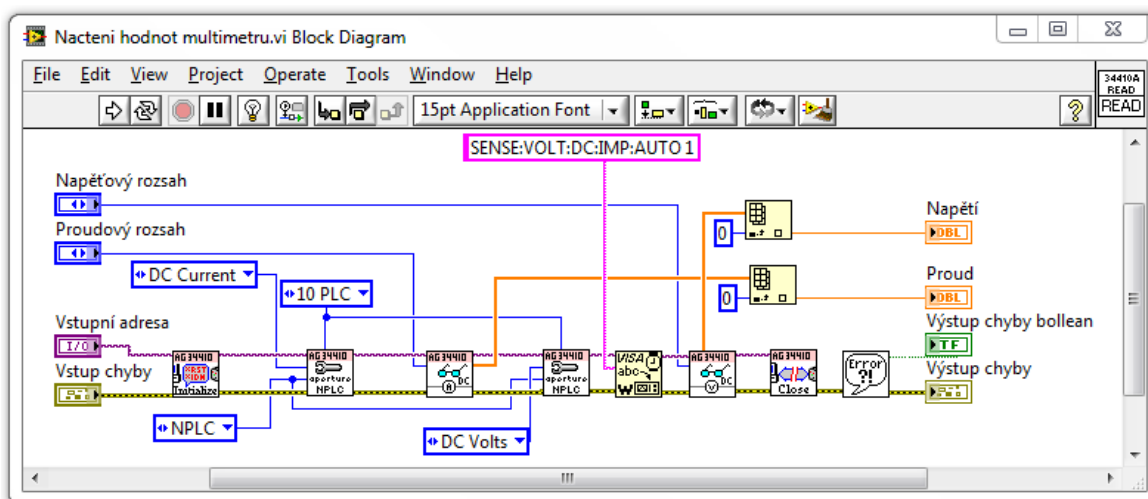 Nacteni hodnot multimetru.vi Block Diagram
File Edit View Project Operate Tools Window Help
34410A
READ
READ
15pt Application Font
SENSE:VOLT:DC:IMP:AUTO 1
Napěťový rozsah
Napětí
0
DBL
Proudový rozsah
DC Current
Proud
10 PLC
0
DBL
Vstupní adresa
Výstup chyby bollean
I/O
TF
AG34410
Initialize
AG34410
aperture
NPLC
AG34410
A DC
AG34410
aperture
NPLC
VISA
abc
W
AG34410
V DC
AG34410
Close
Error
?!
Vstup chyby
Výstup chyby
NPLC
DC Volts